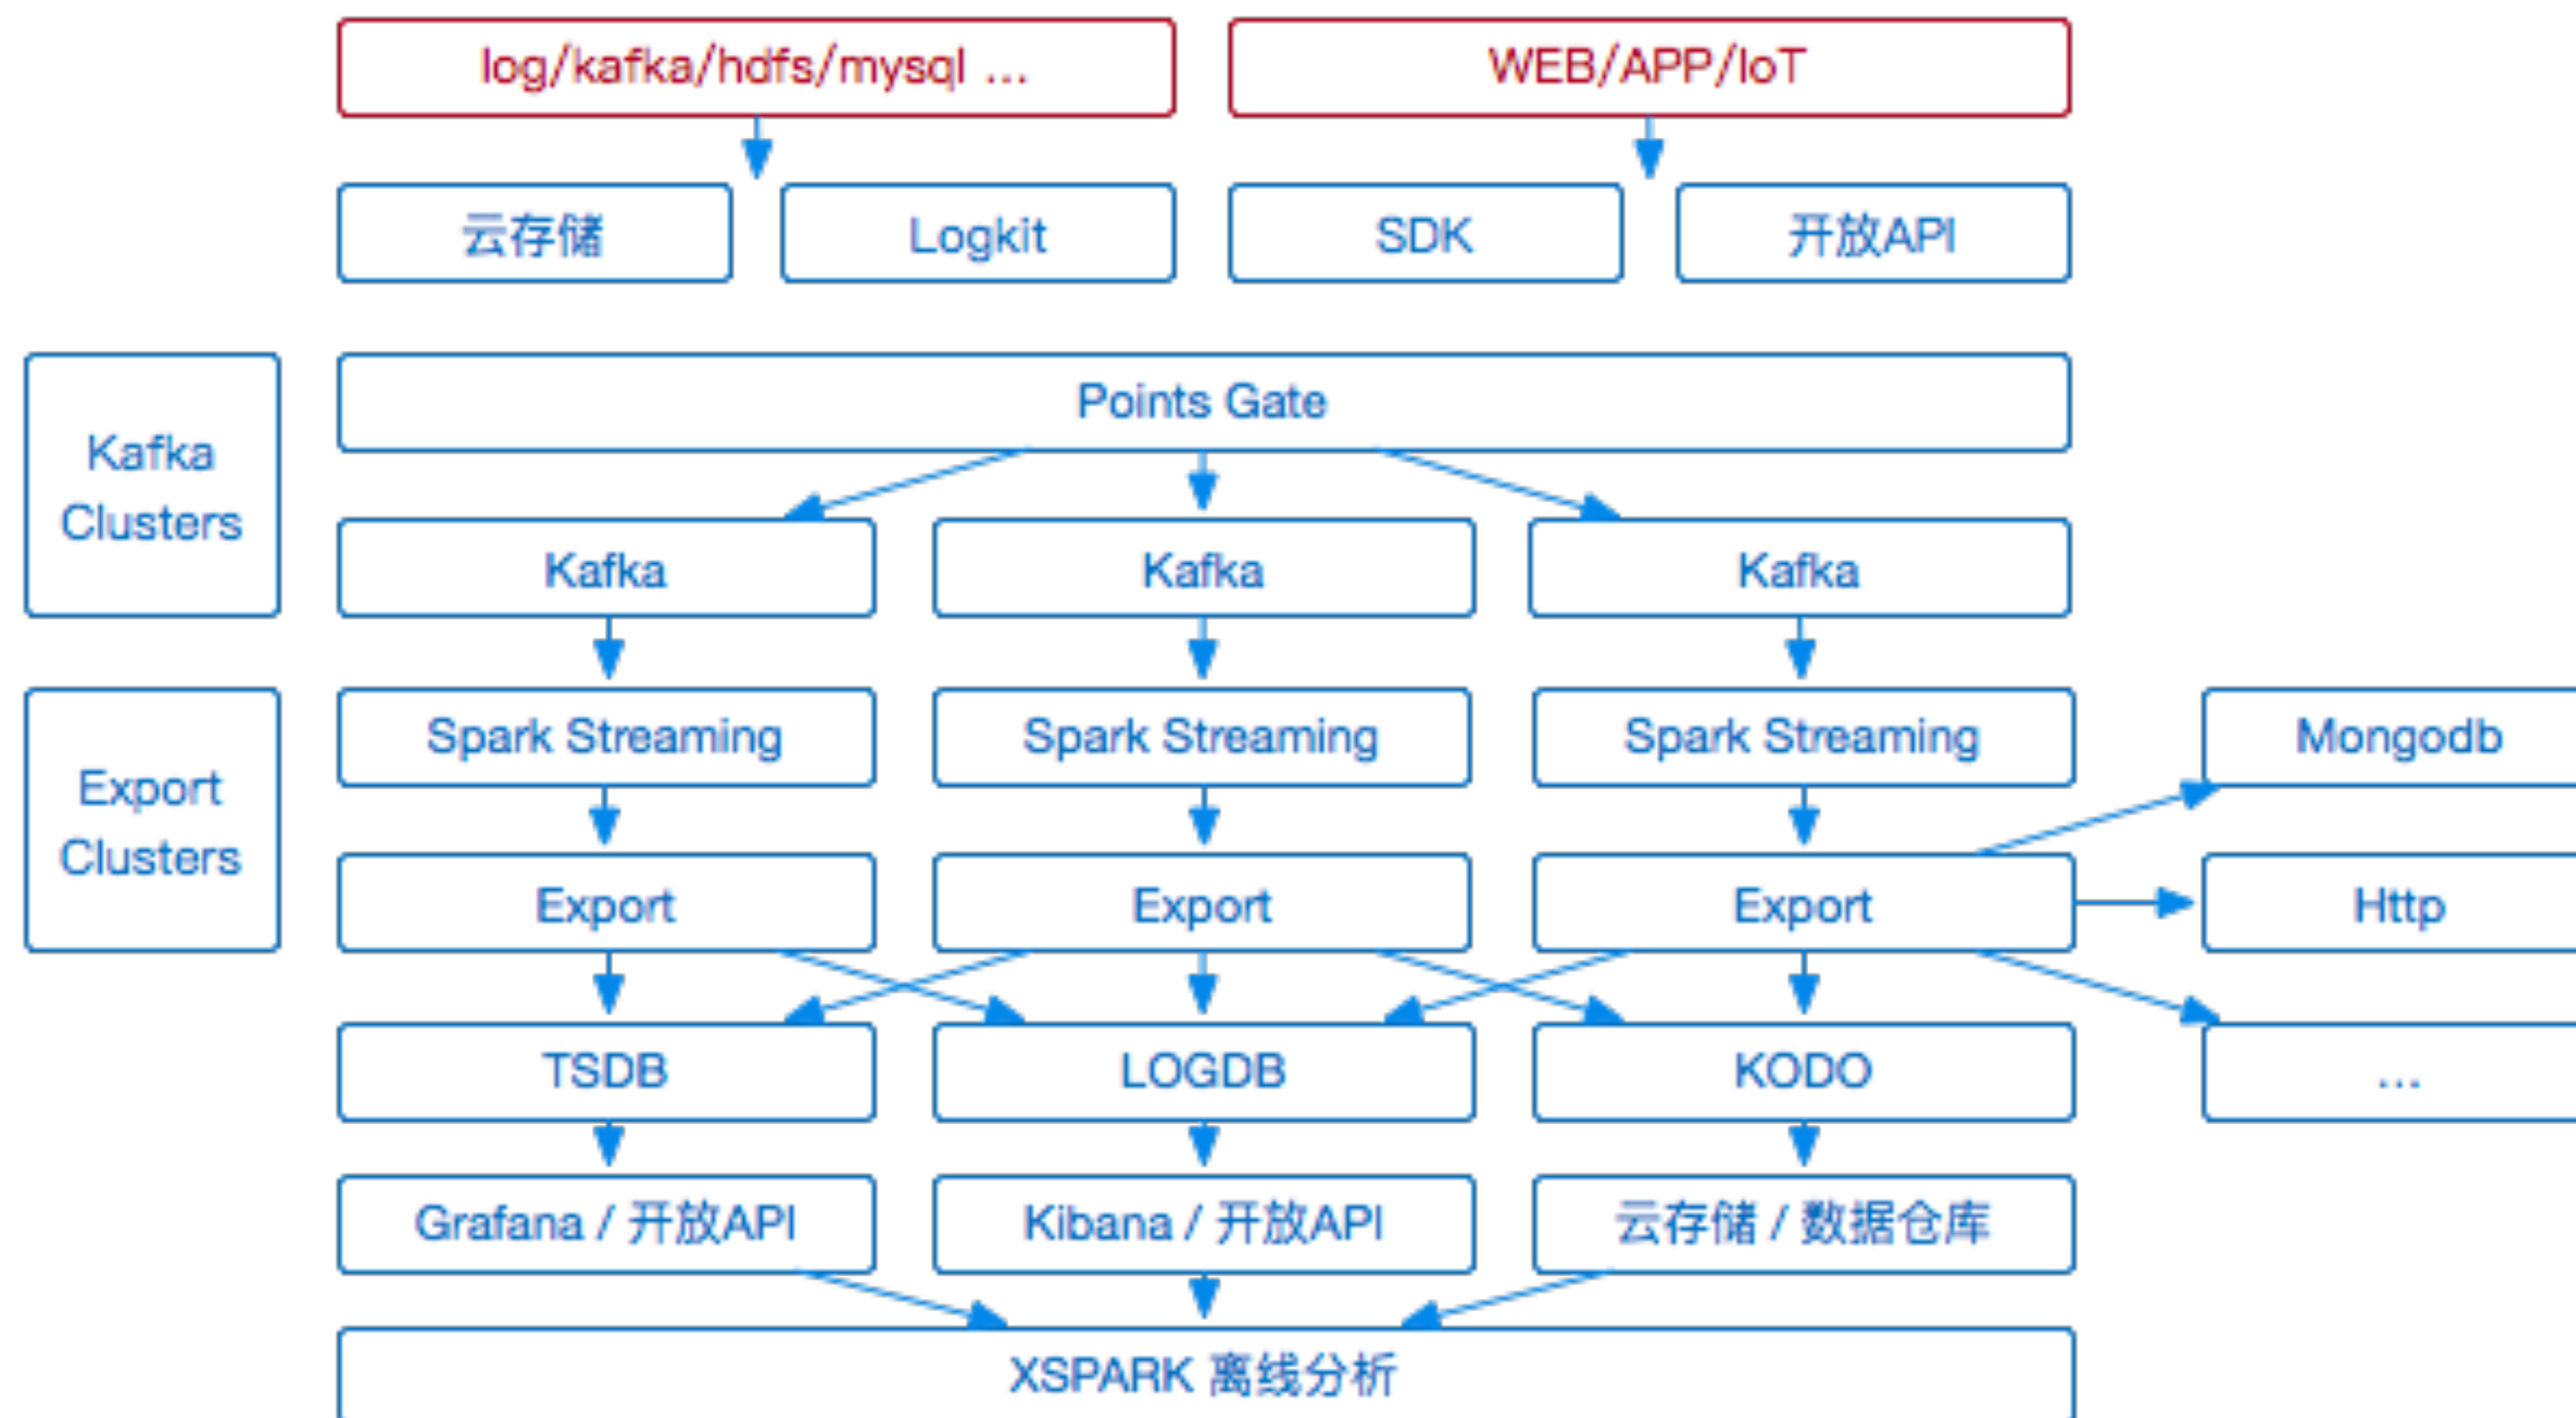 log/kafka/hdfs/mysql ...
WEB/APP/IoT
云存储
Logkit
SDK
开放API
Kafka
Clusters
Points Gate
Kafka
Kafka
Kafka
Export
Clusters
Spark Streaming
Spark Streaming
Spark Streaming
Mongodb
Export
Export
Export
Http
TSDB
LOGDB
KODO
...
Grafana / 开放API
Kibana / 开放API
云存储 / 数据仓库
XSPARK 离线分析